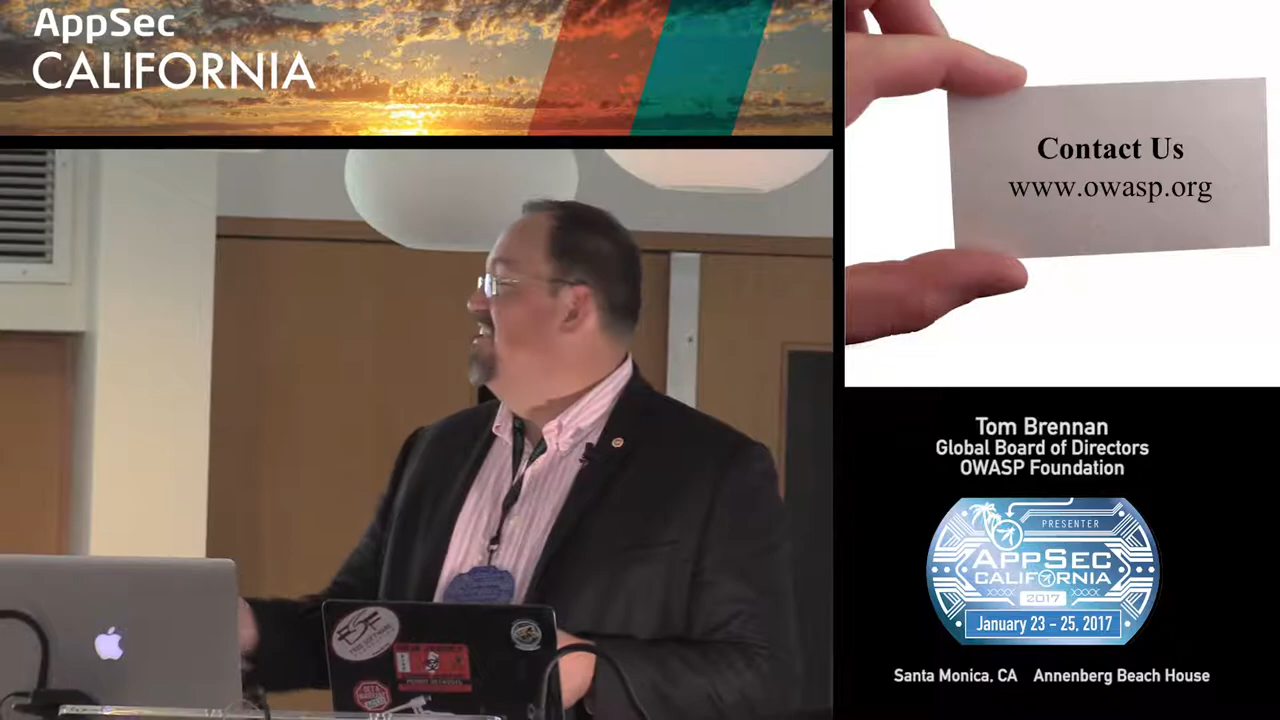 AppSec
CALIFORNIA
Contact Us
www.owasp.org
Tom Brennan
Global Board of Directors
OWASP Foundation
PRESENTER
APPSEC
CALIFORNIA
2017
January 23 - 25, 2017
Santa Monica, CA Annenberg Beach House